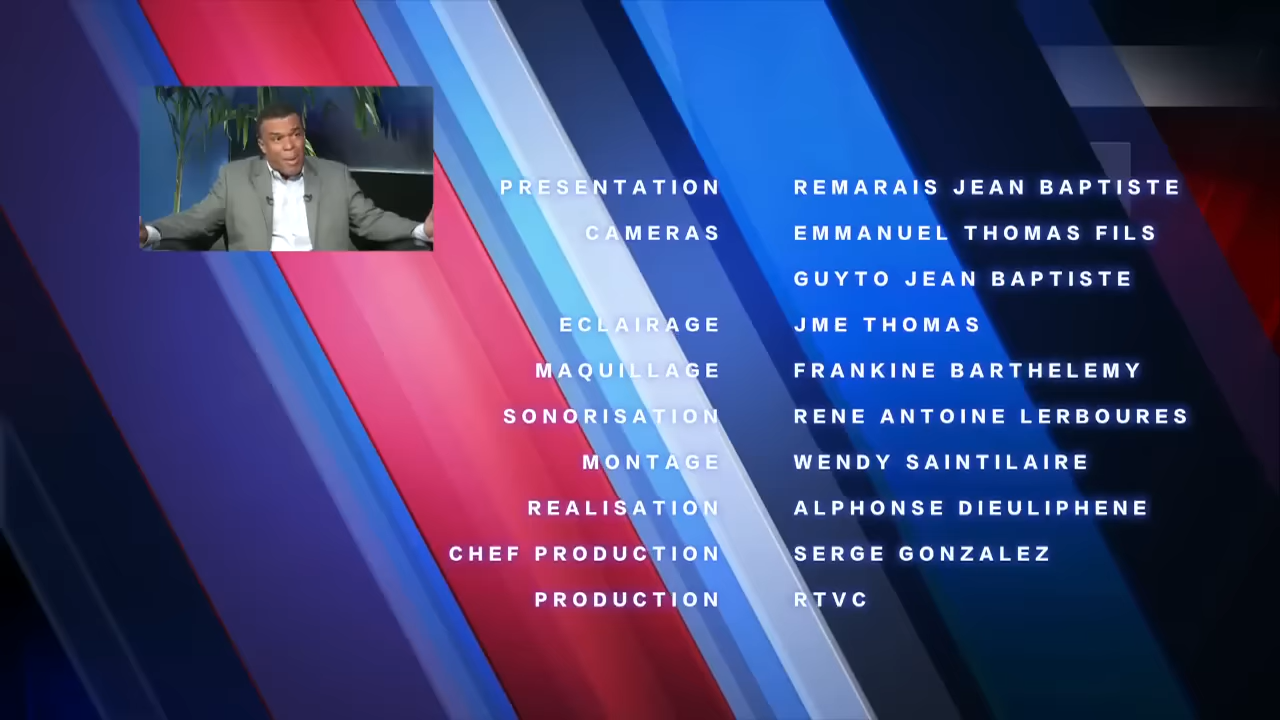 PRESENTATION REMARAIS JEAN BAPTISTE
CAMERAS EMMANUEL THOMAS FILS
GUYTO JEAN BAPTISTE
ECLAIRAGE JME THOMAS
MAQUILLAGE FRANKINE BARTHELEMY
SONORISATION RENE ANTOINE LERBOURES
MONTAGE WENDY SAINTILAIRE
REALISATION ALPHONSE DIEULIPHENE
CHEF PRODUCTION SERGE GONZALEZ
PRODUCTION RTVC